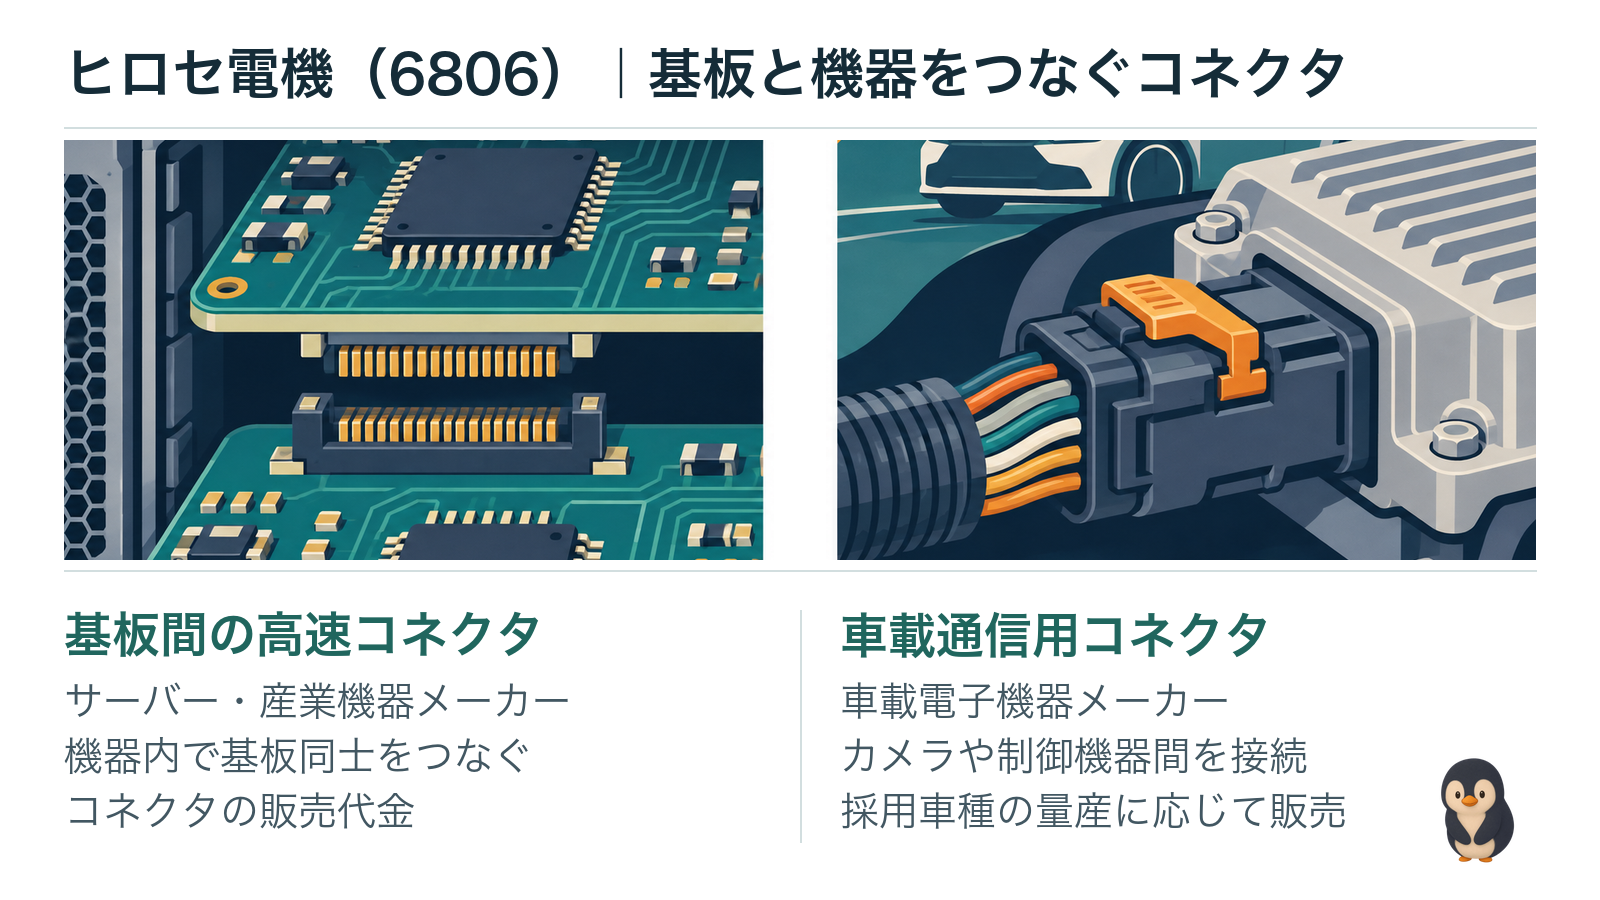 ヒロセ電機（6806）｜基板と機器をつなぐコネクタ
基板間の高速コネクタ
サーバー・産業機器メーカー
機器内で基板同士をつなぐ
コネクタの販売代金
車載通信用コネクタ
車載電子機器メーカー
カメラや制御機器間を接続
採用車種の量産に応じて販売